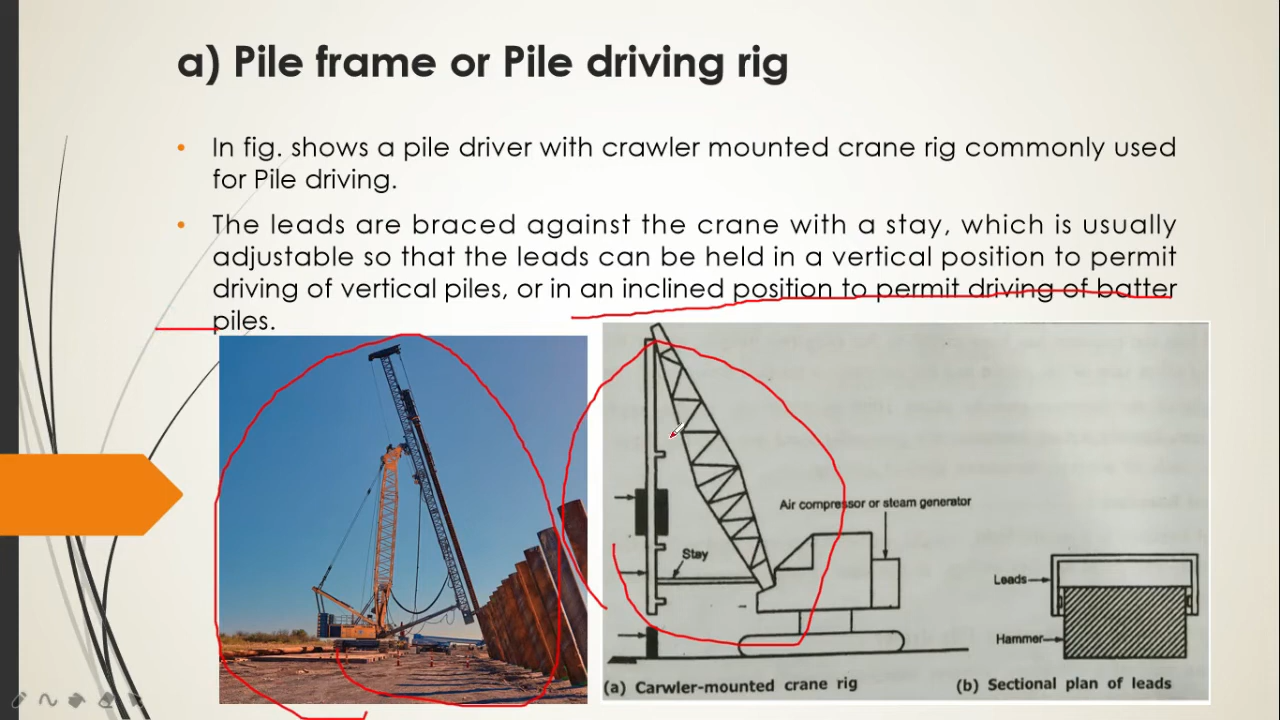 a) Pile frame or Pile driving rig
In fig. shows a pile driver with crawler mounted crane rig commonly used
for Pile driving.
The leads are braced against the crane with a stay, which is usually
adjustable so that the leads can be held in a vertical position to permit
driving of vertical piles, or in an inclined position to permit driving of batter
piles.
Air compressor or steam generator
Stay
Leads
Hammer
(a) Carwler-mounted crane rig
(b) Sectional plan of leads